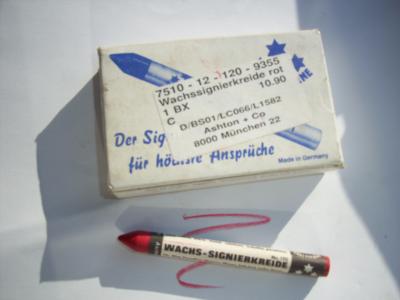 7510 - 12 - 120 - 9355
Wachssignierkreide rot
1 BX 10.90
C
D/BS01/LC066/L1582
Ashton + Co
8000 München 22
NE
Der Sig
für höchste Ansprüche
Made in Germany
WACHS-SIGNIERKREIDE